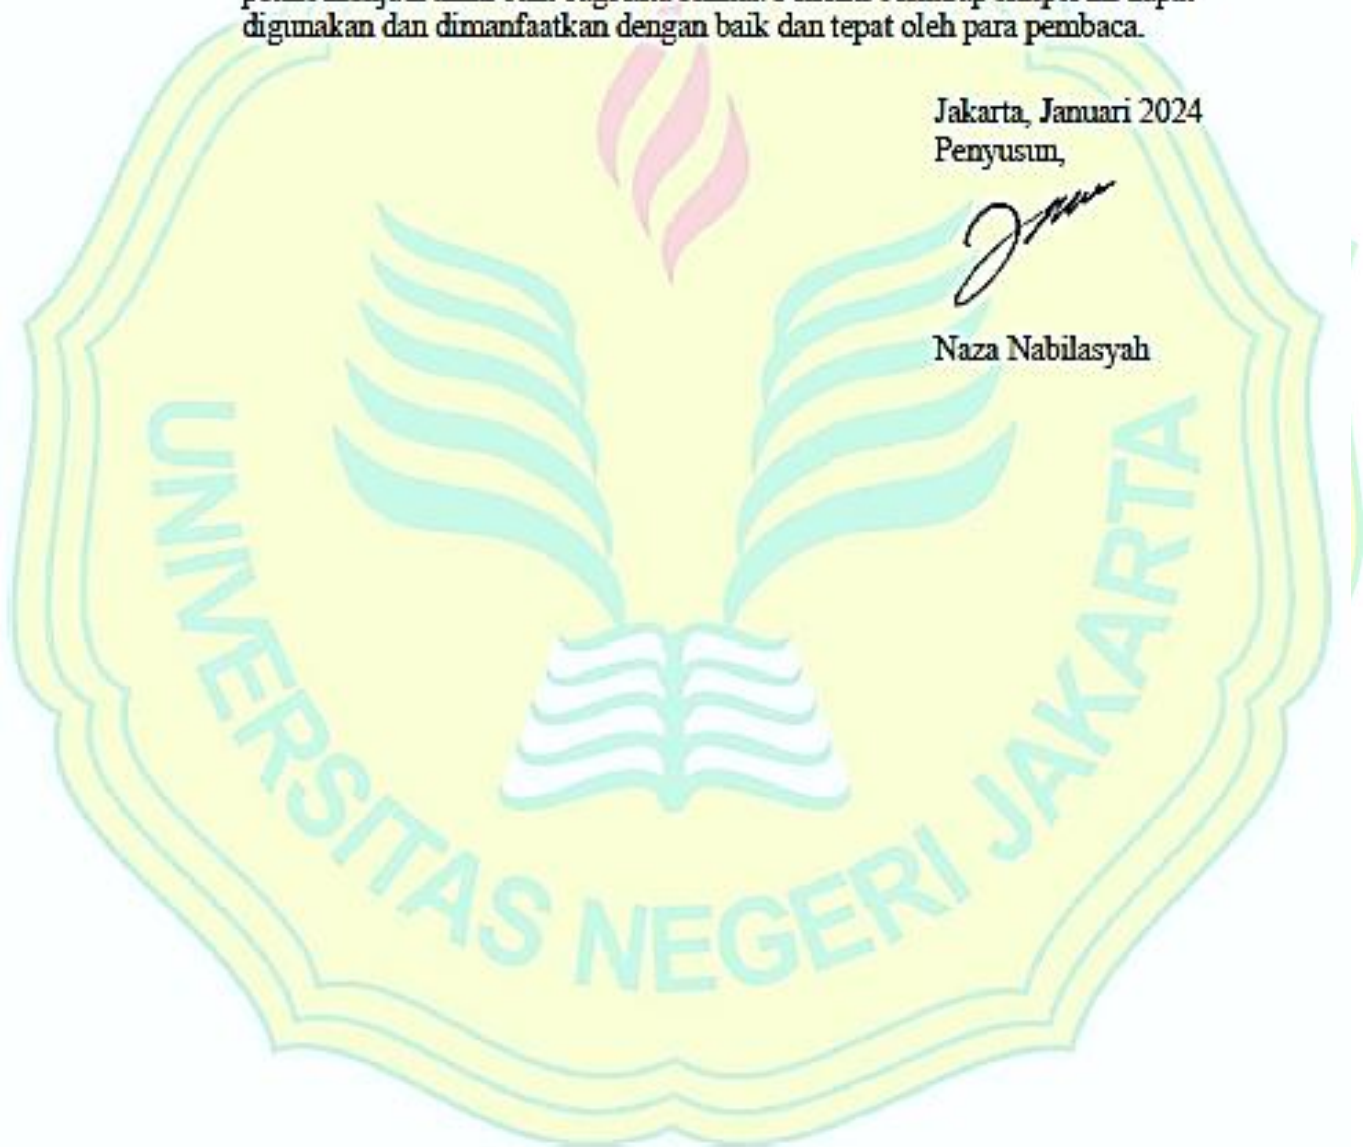 digunakan dan dimanfaatkan dengan baik dan tepat oleh para pembaca.
Jakarta, Januari 2024
Penyusun,
Naza Nabilasyah
UNIVERSITAS NEGERI JAKARTA